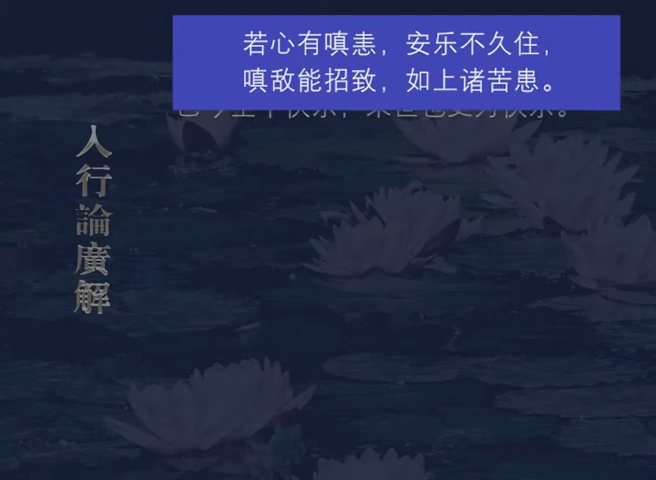 若心有嗔恚，安乐不久住，
嗔敌能招致，如上诸苦患。
入行論廣解